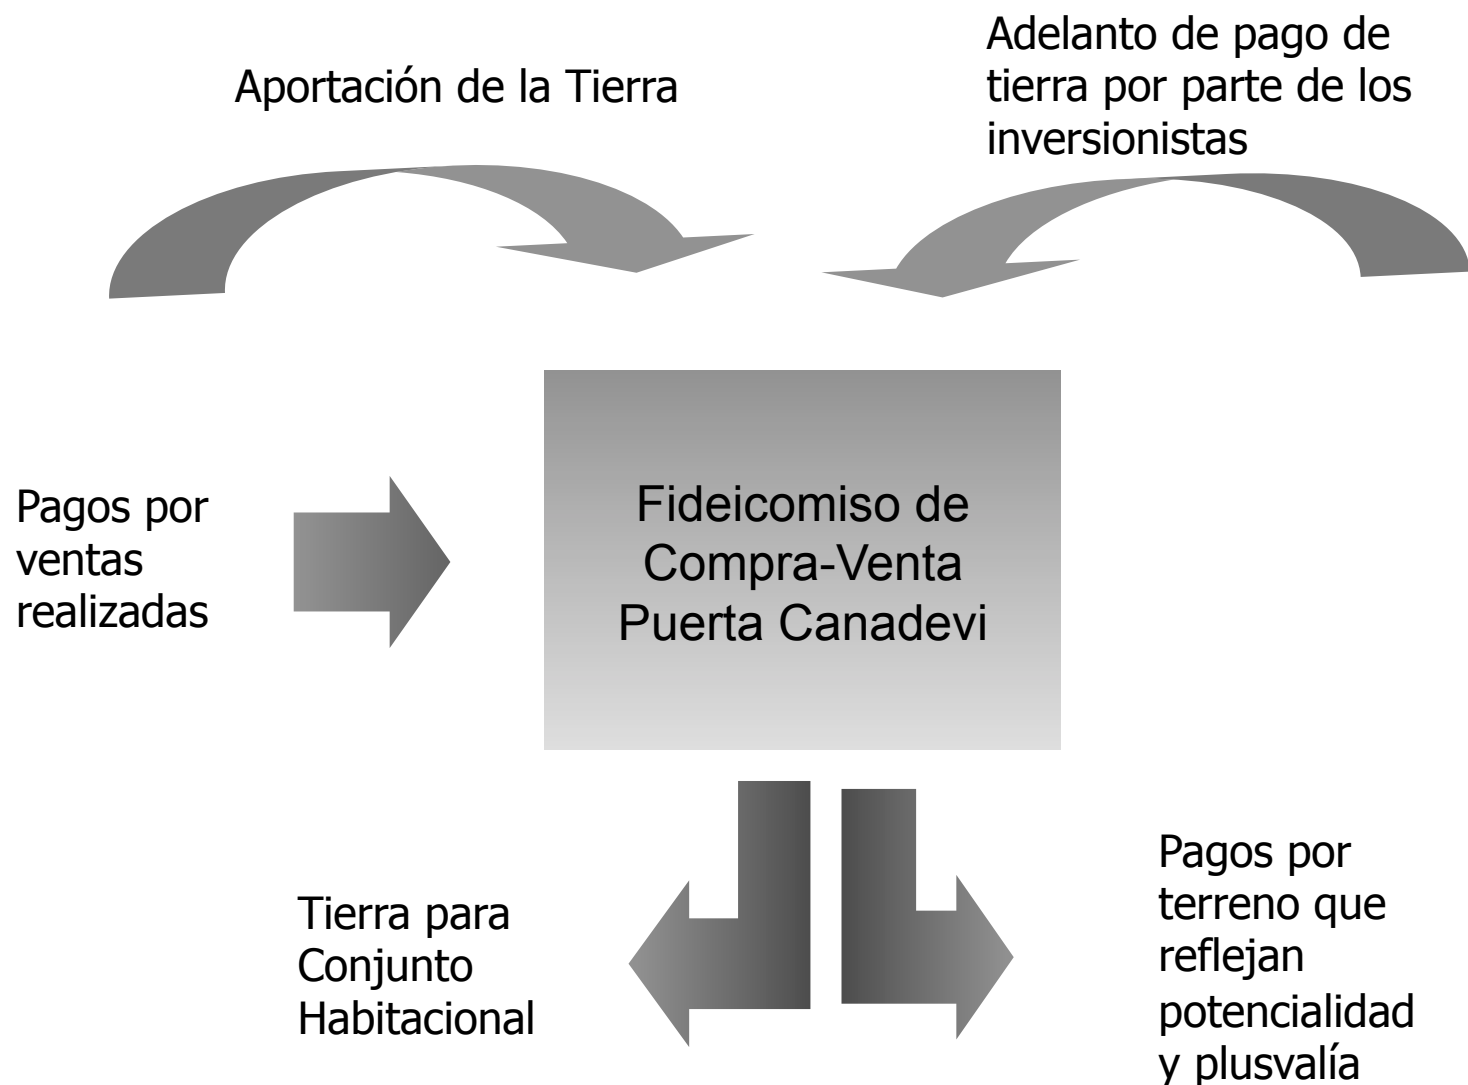 Aportación de la Tierra
Adelanto de pago de
tierra por parte de los
inversionistas
Pagos por
ventas
realizadas
Fideicomiso de
Compra-Venta
Puerta Canadevi
Tierra para
Conjunto
Habitacional
Pagos por
terreno que
reflejan
potencialidad
y plusvalía